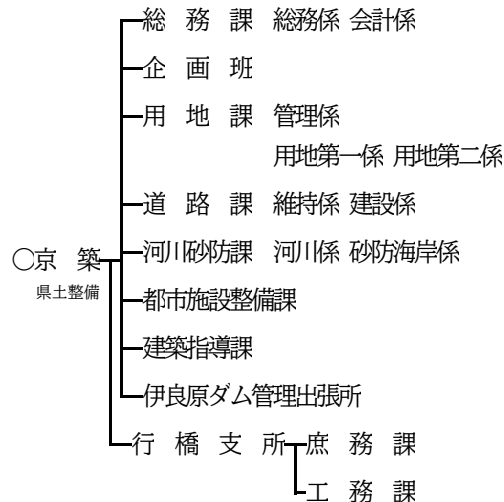 総務課 総務係 会計係
企画班
用地課 管理係
用地第一係 用地第二係
道路課 維持係 建設係
○京築 河川砂防課 河川係 砂防海岸係
県土整備
都市施設整備課
建築指導課
伊良原ダム管理出張所
行橋支所 庶務課
工務課